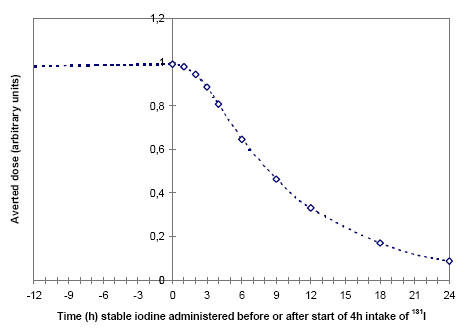 1,2
1
0,8
0,6
0,4
0,2
0
-12 -9 -6 -3 0 3 6 9 12 15 18 21 24
Averted dose (arbitrary units)
Time (h) stable iodine administered before or after start of 4h intake of ¹³¹I